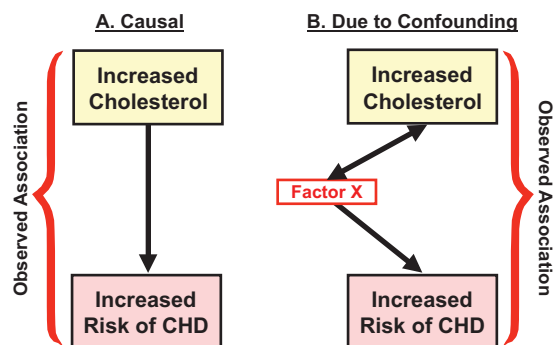 A. Causal
Increased
Cholesterol
Observed Association
Increased
Risk of CHD
B. Due to Confounding
Increased
Cholesterol
Factor X
Observed Association
Increased
Risk of CHD